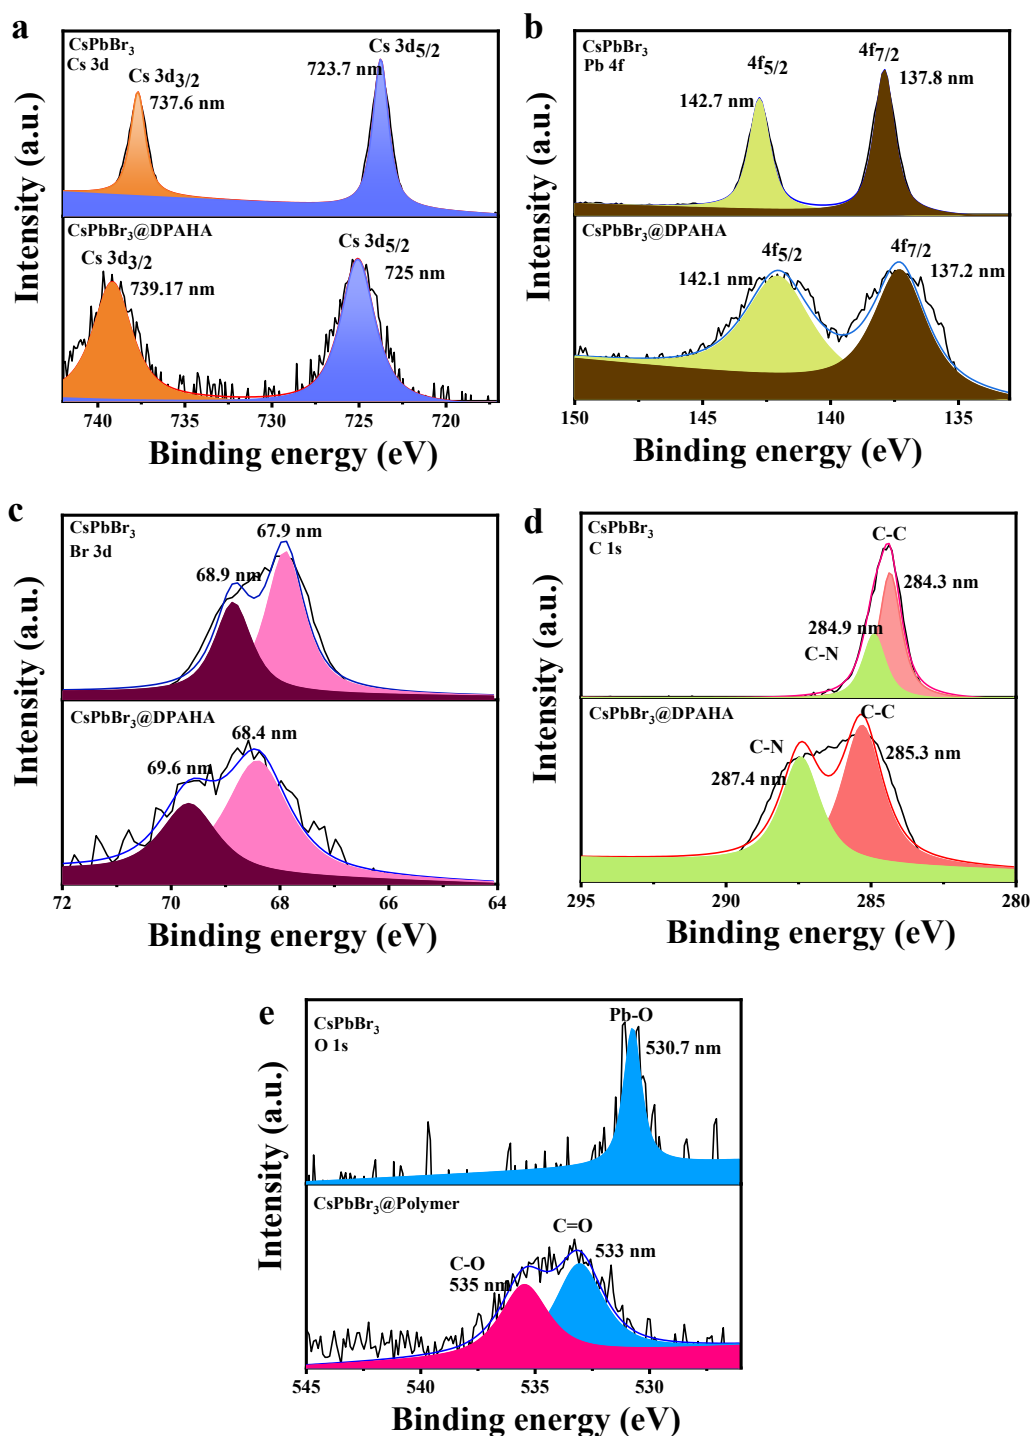 a
CsPbBr3
Cs 3d
Cs 3d3/2
737.6 nm
Cs 3d5/2
723.7 nm
CsPbBr3@DPAHA
Cs 3d3/2
739.17 nm
Cs 3d5/2
725 nm
Intensity (a.u.)
740 735 730 725 720
Binding energy (eV)
b
CsPbBr3
Pb 4f
4f5/2
142.7 nm
4f7/2
137.8 nm
CsPbBr3@DPAHA
4f5/2
142.1 nm
4f7/2
137.2 nm
Intensity (a.u.)
150 145 140 135
Binding energy (eV)
c
CsPbBr3
Br 3d
67.9 nm
68.9 nm
CsPbBr3@DPAHA
68.4 nm
69.6 nm
Intensity (a.u.)
72 70 68 66 64
Binding energy (eV)
d
CsPbBr3
C 1s
C-C
284.3 nm
284.9 nm
C-N
CsPbBr3@DPAHA
C-C
285.3 nm
C-N
287.4 nm
Intensity (a.u.)
295 290 285 280
Binding energy (eV)
e
CsPbBr3
O 1s
Pb-O
530.7 nm
CsPbBr3@Polymer
C=O
533 nm
C-O
535 nm
Intensity (a.u.)
545 540 535 530
Binding energy (eV)